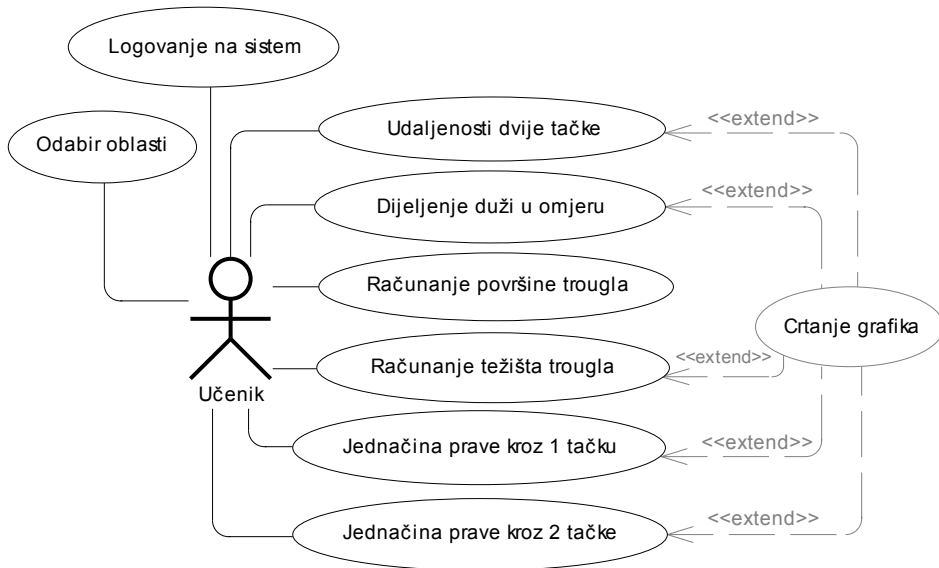 Logovanje na sistem
Odabir oblasti
Udaljenosti dvije tačke
<<extend>>
Dijeljenje duži u omjeru
<<extend>>
Računanje površine trougla
Crtanje grafika
Računanje težišta trougla
<<extend>>
Učenik
Jednačina prave kroz 1 tačku
<<extend>>
Jednačina prave kroz 2 tačke
<<extend>>